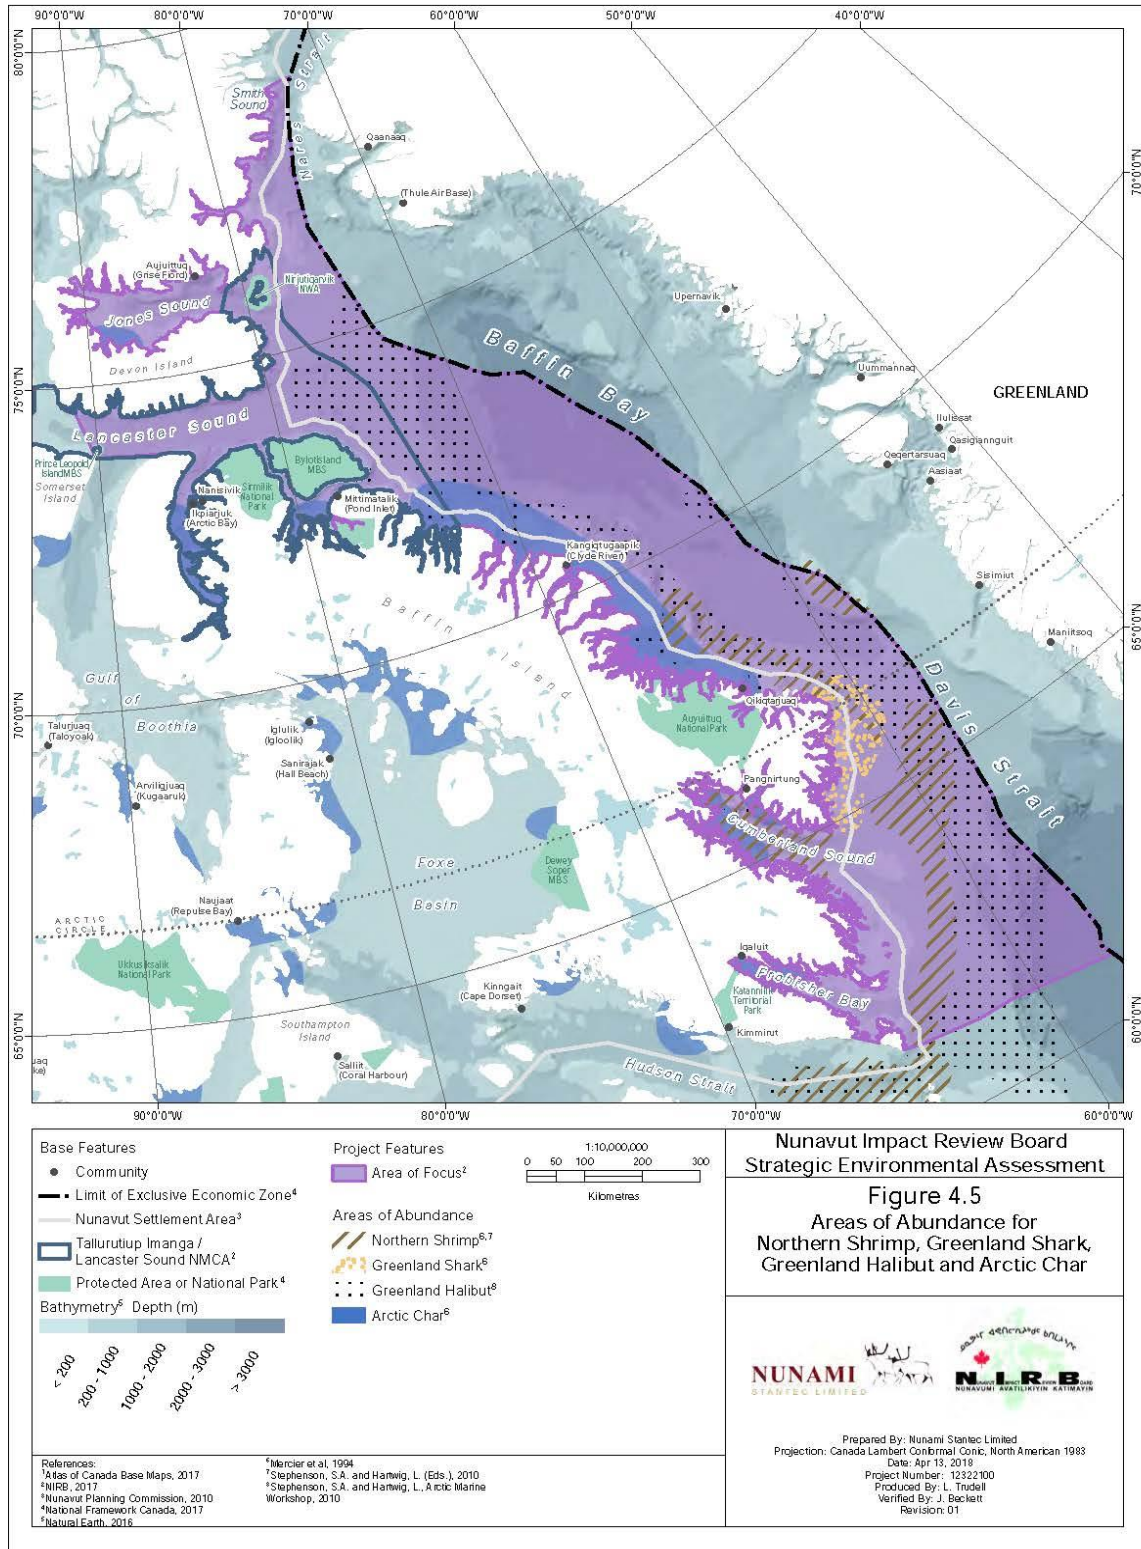 90°0'0"W
80°0'0"W
70°0'0"W
60°0'0"W
50°0'0"W
40°0'0"W
80°0'0"N
75°0'0"N
70°0'0"N
65°0'0"N
70°0'0"N
65°0'0"N
60°0'0"N
Smith
Sound
Nares Strait
Qaanaaq
(Thule Air Base)
Aujuittuq
(Grise Fiord)
Nirjutiqarvik
NWA
Jones Sound
Devon Island
Upernavik
Baffin Bay
Uummannaq
GREENLAND
Ilulissat
Qasigiannguit
Qeqertarsuaq
Aasiaat
Lancaster Sound
Prince Leopold
Island MBS
Somerset
Island
Bylot Island
MBS
Nanisivik
Sirmilik
National
Park
Ikpiarjuk
(Arctic Bay)
Mittimatalik
(Pond Inlet)
Kangiqtugaapik
(Clyde River)
Sisimiut
Maniitsoq
Baffin Island
Gulf
of
Boothia
Talurjuaq
(Taloyoak)
Iglulik
(Igloolik)
Sanirajak
(Hall Beach)
Arviligjuaq
(Kugaaruk)
Qikiqtarjuaq
Auyuittuq
National Park
Davis Strait
Pangnirtung
Cumberland Sound
Foxe
Basin
Dewey
Soper
MBS
Naujaat
(Repulse Bay)
ARCTIC
CIRCLE
Ukkusiksalik
National Park
Iqaluit
Frobisher Bay
Katannilik
Territorial
Park
Kinngait
(Cape Dorset)
Kimmirut
Southampton
Island
Salliit
(Coral Harbour)
Hudson Strait
90°0'0"W
80°0'0"W
70°0'0"W
60°0'0"W
Base Features
Community
Limit of Exclusive Economic Zone⁴
Nunavut Settlement Area³
Tallurutiup Imanga /
Lancaster Sound NMCA²
Protected Area or National Park⁴
Bathymetry⁵ Depth (m)
< 200
200 - 1000
1000 - 2000
2000 - 3000
> 3000
Project Features
Area of Focus²
Areas of Abundance
Northern Shrimp⁶,⁷
Greenland Shark⁶
Greenland Halibut⁸
Arctic Char⁶
1:10,000,000
0 50 100 200 300
Kilometres
Nunavut Impact Review Board
Strategic Environmental Assessment
Figure 4.5
Areas of Abundance for
Northern Shrimp, Greenland Shark,
Greenland Halibut and Arctic Char
NUNAMI
STANTEC LIMITED
NIRB
NUNAVUT IMPACT REVIEW BOARD
NUNAVUMI AVATILIKIYIN KATIMAYIN
Prepared By: Nunami Stantec Limited
Projection: Canada Lambert Conformal Conic, North American 1983
Date: Apr 13, 2018
Project Number: 12322100
Produced By: L. Trudell
Verified By: J. Beckett
Revision: 01
References:
¹Atlas of Canada Base Maps, 2017
²NIRB, 2017
³Nunavut Planning Commission, 2010
⁴National Framework Canada, 2017
⁵Natural Earth, 2016
⁶Mercier et al, 1994
⁷Stephenson, S.A. and Hartwig, L. (Eds.), 2010
⁸Stephenson, S.A. and Hartwig, L., Arctic Marine
Workshop, 2010